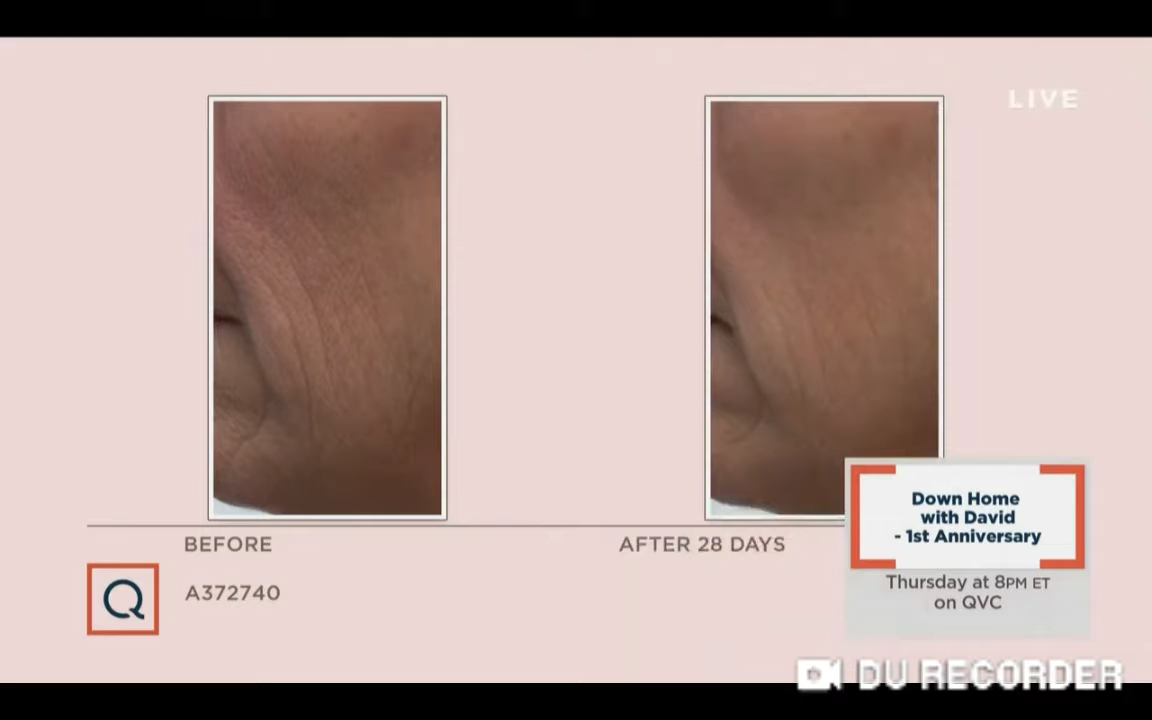 LIVE
BEFORE
AFTER 28 DAYS
A372740
Down Home
with David
- 1st Anniversary
Thursday at 8PM ET
on QVC
DU RECORDER